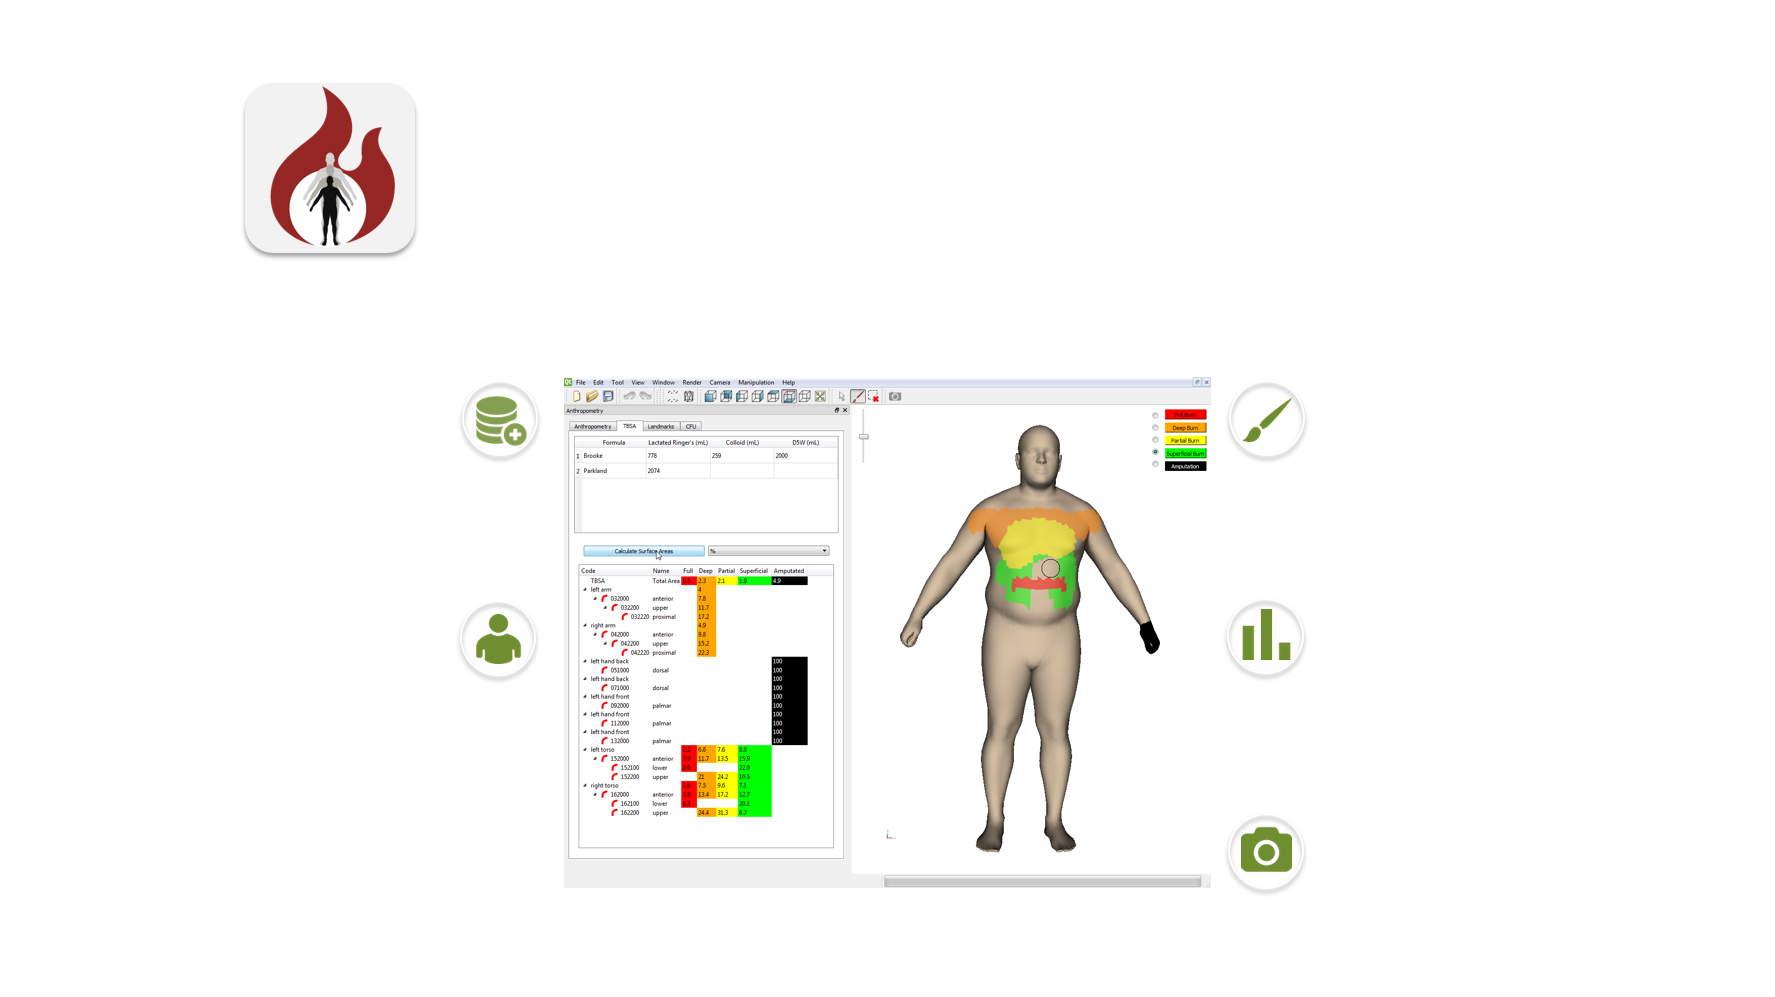 Qt File Edit Tool View Window Render Camera Manipulation Help
Anthropometry
Anthropometry TBSA Landmarks CFU
Formula Lactated Ringer's (mL) Colloid (mL) D5W (mL)
1 Brooke 778 259 2000
2 Parkland 2074
Calculate Surface Areas %
Code Name Full Deep Partial Superficial Amputated
TBSA Total Area 2.3 2.1 1.9 4.9
left arm 4
032000 anterior 7.8
032200 upper 11.7
032220 proximal 17.2
right arm 4.9
042000 anterior 9.8
042200 upper 15.2
042220 proximal 22.3
left hand back 100
051000 dorsal 100
left hand back 100
071000 dorsal 100
left hand front 100
092000 palmar 100
left hand front 100
112000 palmar 100
left hand front 100
132000 palmar 100
left torso 6.6 7.6 8.9
152000 anterior 11.7 13.5 15.9
152100 lower 22.9
152200 upper 21 24.2 10.5
right torso 7.5 9.6 7.1
162000 anterior 13.4 17.2 12.7
162100 lower 20.1
162200 upper 24.4 31.3 6.7
Full Burn
Deep Burn
Partial Burn
Superficial Burn
Amputation